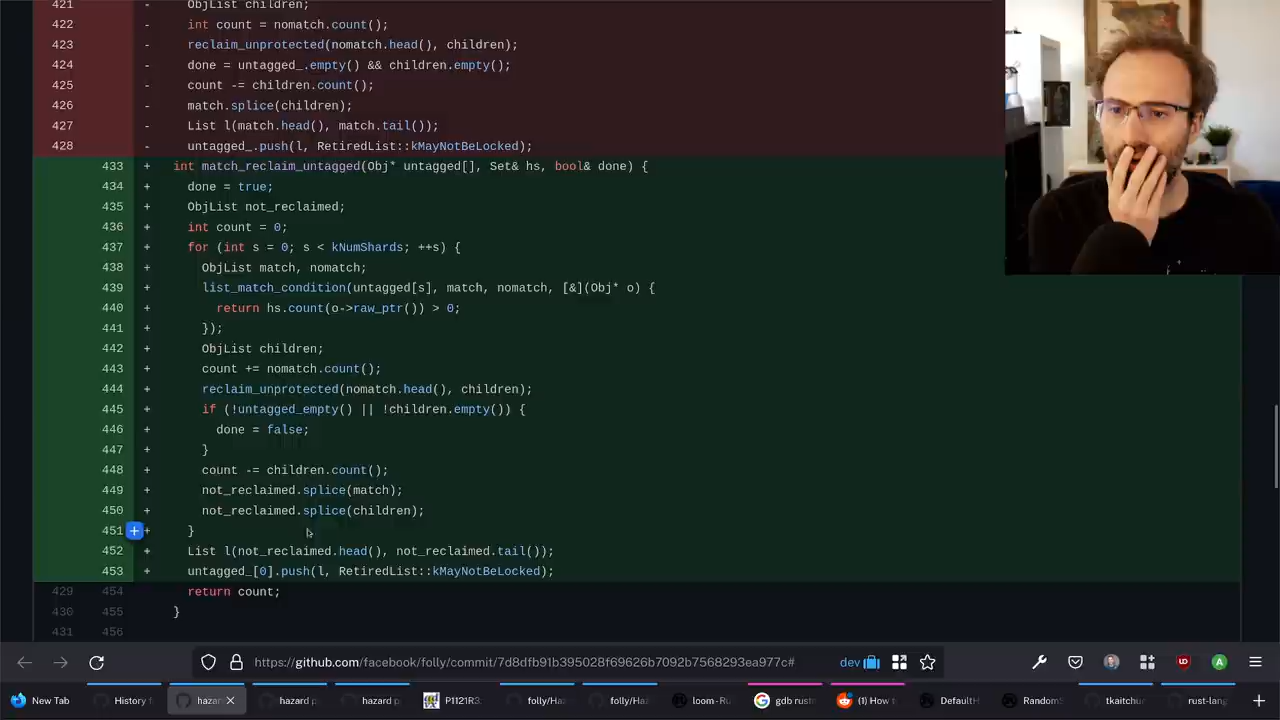 421 - ObjList children;
422 - int count = nomatch.count();
423 - reclaim_unprotected(nomatch.head(), children);
424 - done = untagged_.empty() && children.empty();
425 - count -= children.count();
426 - match.splice(children);
427 - List l(match.head(), match.tail());
428 - untagged_.push(l, RetiredList::kMayNotBeLocked);
433 + int match_reclaim_untagged(Obj* untagged[], Set& hs, bool& done) {
434 + done = true;
435 + ObjList not_reclaimed;
436 + int count = 0;
437 + for (int s = 0; s < kNumShards; ++s) {
438 + ObjList match, nomatch;
439 + list_match_condition(untagged[s], match, nomatch, [&](Obj* o) {
440 + return hs.count(o->raw_ptr()) > 0;
441 + });
442 + ObjList children;
443 + count += nomatch.count();
444 + reclaim_unprotected(nomatch.head(), children);
445 + if (!untagged_empty() || !children.empty()) {
446 + done = false;
447 + }
448 + count -= children.count();
449 + not_reclaimed.splice(match);
450 + not_reclaimed.splice(children);
451 + + }
452 + List l(not_reclaimed.head(), not_reclaimed.tail());
453 + untagged_[0].push(l, RetiredList::kMayNotBeLocked);
429 454 return count;
430 455 }
431 456
https://github.com/facebook/folly/commit/7d8dfb91b395028f69626b7092b7568293ea977c# dev
New Tab History f hazar hazard p hazard p P1121R3. folly/Ha folly/Ha loom - Ru gdb rust How t DefaultH RandomS tkaitchu rust-lang